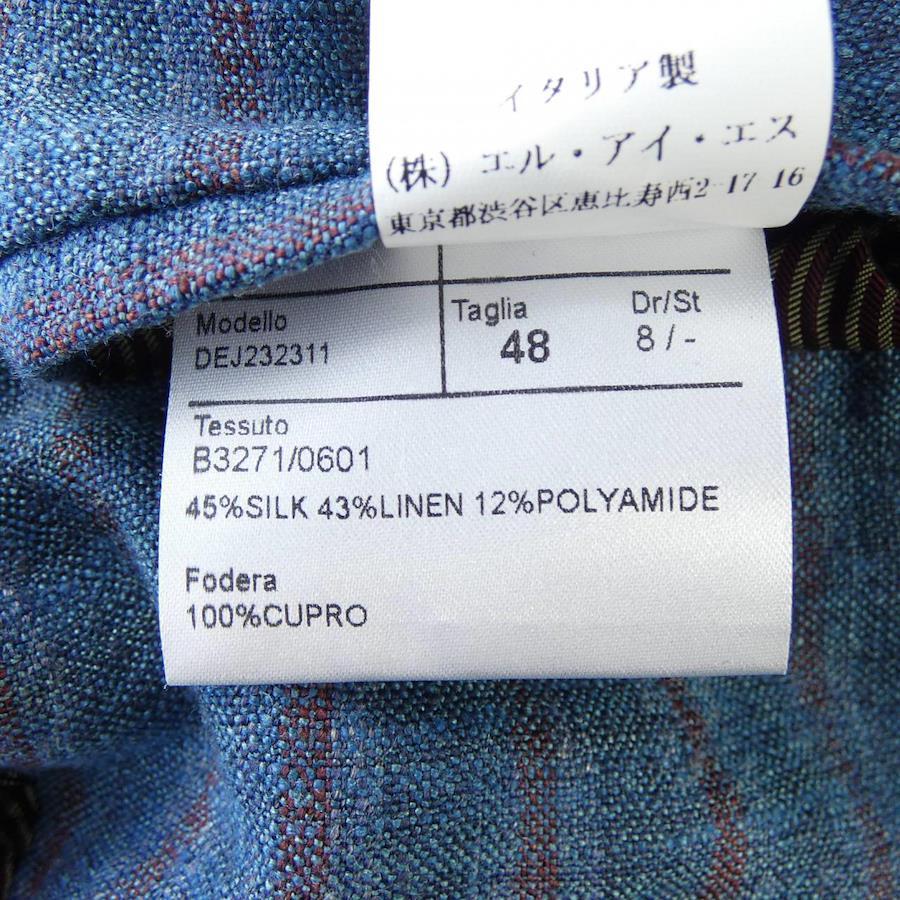 イタリア製
(株) エル・アイ・エス
東京都渋谷区恵比寿西2-17-16
Modello
DEJ232311
Taglia
48
Dr/St
8 / -
Tessuto
B3271/0601
45%SILK 43%LINEN 12%POLYAMIDE
Fodera
100%CUPRO